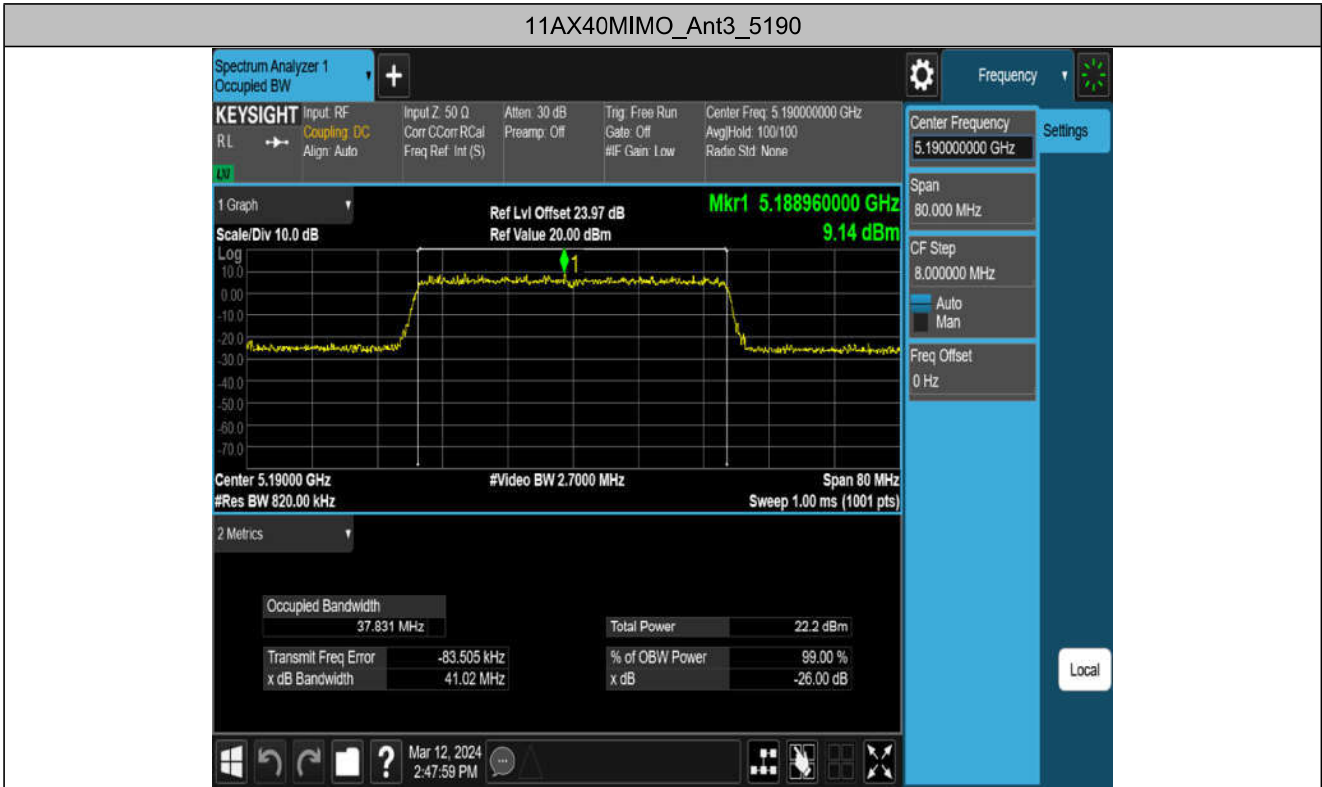 11AX40MIMO_Ant3_5190
Spectrum Analyzer 1
Occupied BW
+
Frequency
KEYSIGHT
RL
LXI
Input: RF
Coupling: DC
Align: Auto
Input Z: 50 Ω
Corr CCorr RCal
Freq Ref: Int (S)
Atten: 30 dB
Preamp: Off
Trig: Free Run
Gate: Off
#IF Gain: Low
Center Freq: 5.190000000 GHz
Avg|Hold: 100/100
Radio Std: None
Center Frequency
5.190000000 GHz
Settings
Span
80.000 MHz
CF Step
8.000000 MHz
Auto
Man
Freq Offset
0 Hz
Local
1 Graph
Scale/Div 10.0 dB
Ref Lvl Offset 23.97 dB
Ref Value 20.00 dBm
Mkr1 5.188960000 GHz
9.14 dBm
Log
1
10.0
0.00
-10.0
-20.0
-30.0
-40.0
-50.0
-60.0
-70.0
Center 5.19000 GHz
#Video BW 2.7000 MHz
Span 80 MHz
#Res BW 820.00 kHz
Sweep 1.00 ms (1001 pts)
2 Metrics
Occupied Bandwidth
37.831 MHz
Total Power 22.2 dBm
Transmit Freq Error -83.505 kHz
% of OBW Power 99.00 %
x dB Bandwidth 41.02 MHz
x dB -26.00 dB
?
Mar 12, 2024
2:47:59 PM